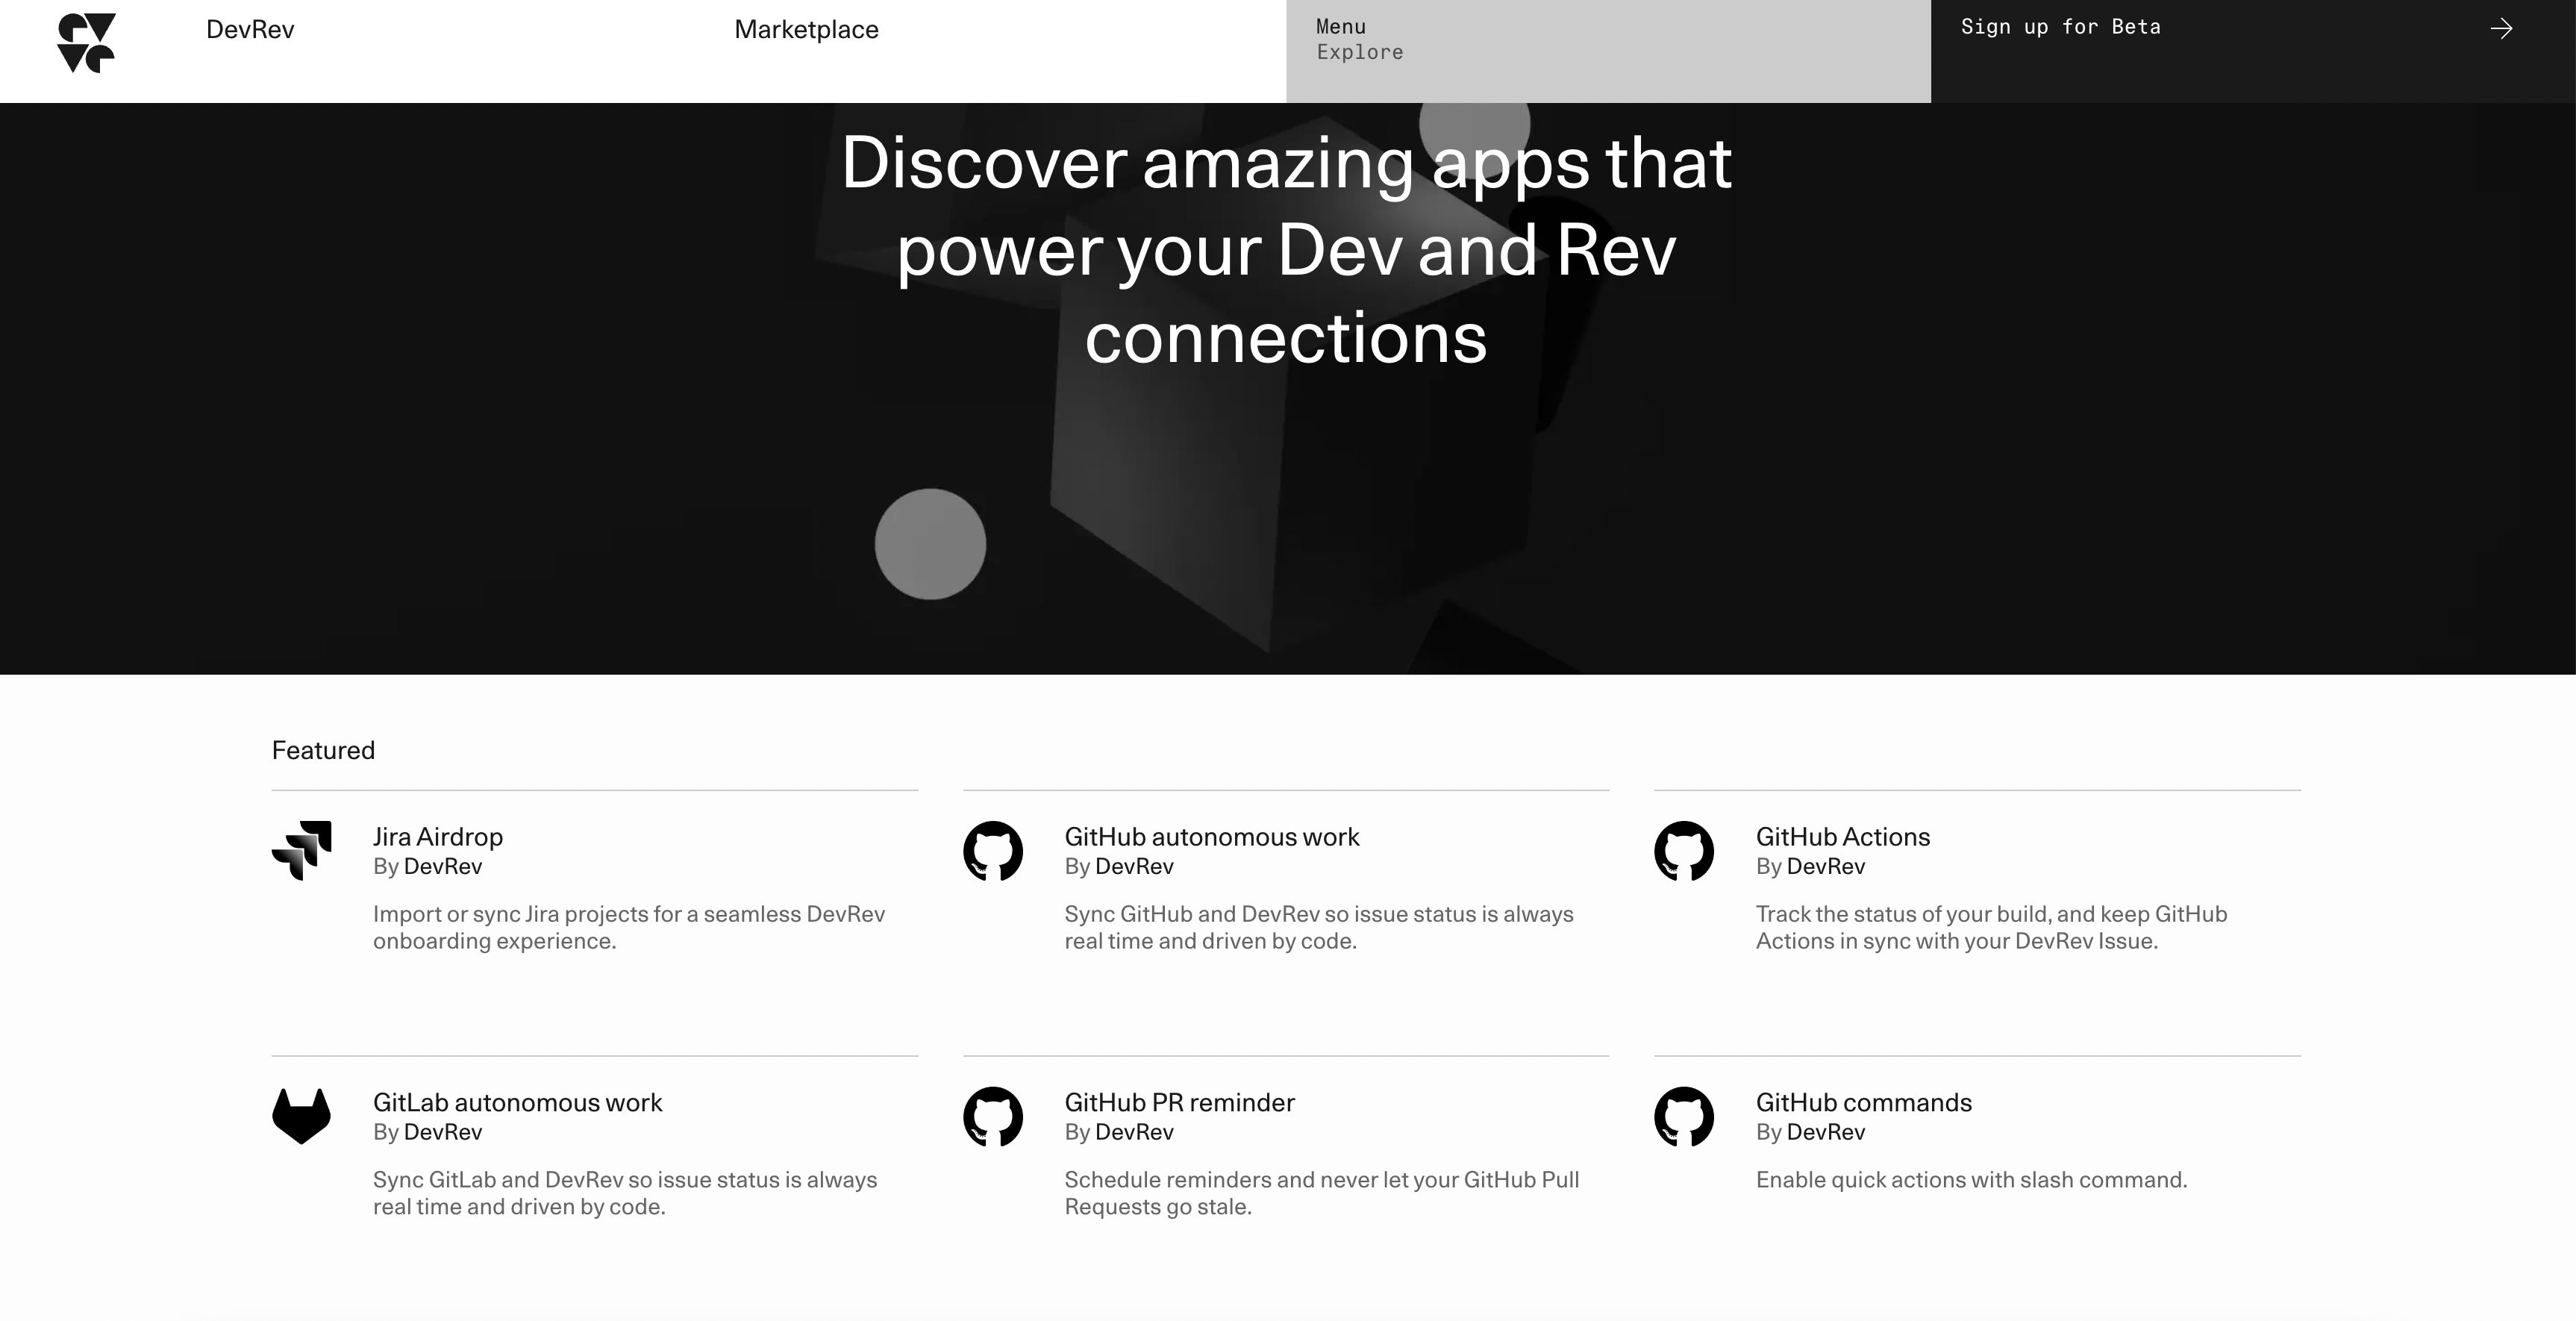 DevRev
Marketplace
Menu
Explore
Sign up for Beta
Discover amazing apps that
power your Dev and Rev
connections
Featured
Jira Airdrop
By DevRev
Import or sync Jira projects for a seamless DevRev
onboarding experience.
GitHub autonomous work
By DevRev
Sync GitHub and DevRev so issue status is always
real time and driven by code.
GitHub Actions
By DevRev
Track the status of your build, and keep GitHub
Actions in sync with your DevRev Issue.
GitLab autonomous work
By DevRev
Sync GitLab and DevRev so issue status is always
real time and driven by code.
GitHub PR reminder
By DevRev
Schedule reminders and never let your GitHub Pull
Requests go stale.
GitHub commands
By DevRev
Enable quick actions with slash command.